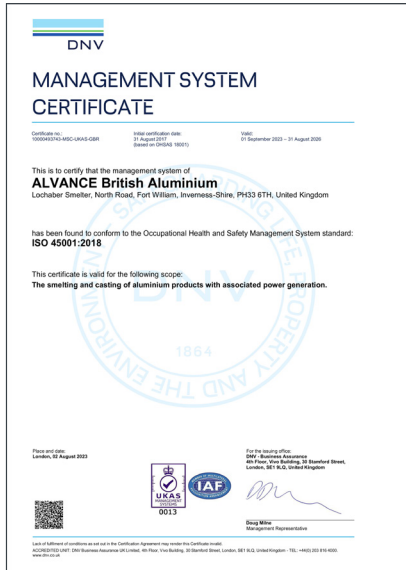 DNV
MANAGEMENT SYSTEM
CERTIFICATE
Certificate no.:
10000493743-MSC-UKAS-GBR
Initial certification date:
31 August 2017
(based on OHSAS 18001)
Valid:
01 September 2023 – 31 August 2026
This is to certify that the management system of
ALVANCE British Aluminium
Lochaber Smelter, North Road, Fort William, Inverness-Shire, PH33 6TH, United Kingdom
has been found to conform to the Occupational Health and Safety Management System standard:
ISO 45001:2018
This certificate is valid for the following scope:
The smelting and casting of aluminium products with associated power generation.
SAFEGUARDING LIFE, PROPERTY AND THE ENVIRONMENT
DNV
1864
Place and date:
London, 02 August 2023
For the issuing office:
DNV - Business Assurance
4th Floor, Vivo Building, 30 Stamford Street,
London, SE1 9LQ, United Kingdom
UKAS
MANAGEMENT
SYSTEMS
0013
IAF
Doug Milne
Management Representative
Lack of fulfilment of conditions as set out in the Certification Agreement may render this Certificate invalid.
ACCREDITED UNIT: DNV Business Assurance UK Limited, 4th Floor, Vivo Building, 30 Stamford Street, London, SE1 9LQ, United Kingdom - TEL: +44(0) 203 816 4000.
www.dnv.co.uk